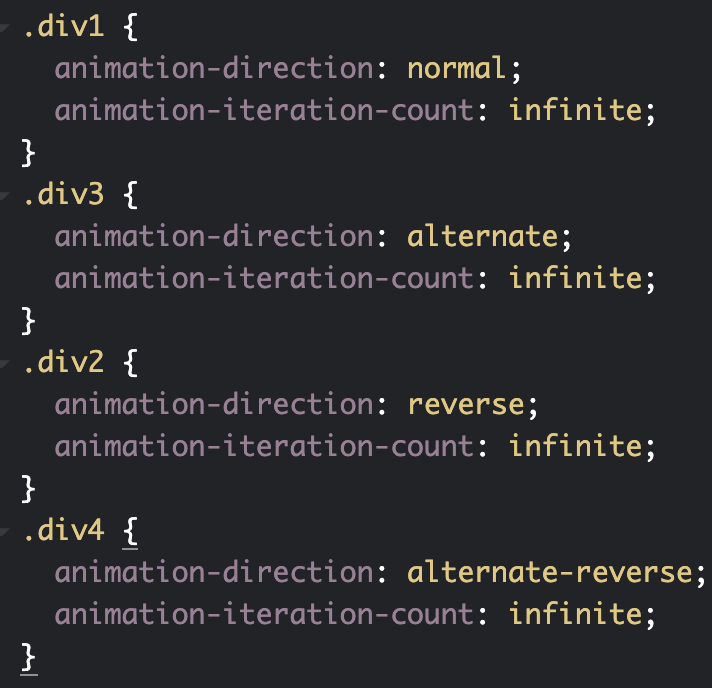 .div1 {
  animation-direction: normal;
  animation-iteration-count: infinite;
}
.div3 {
  animation-direction: alternate;
  animation-iteration-count: infinite;
}
.div2 {
  animation-direction: reverse;
  animation-iteration-count: infinite;
}
.div4 {
  animation-direction: alternate-reverse;
  animation-iteration-count: infinite;
}